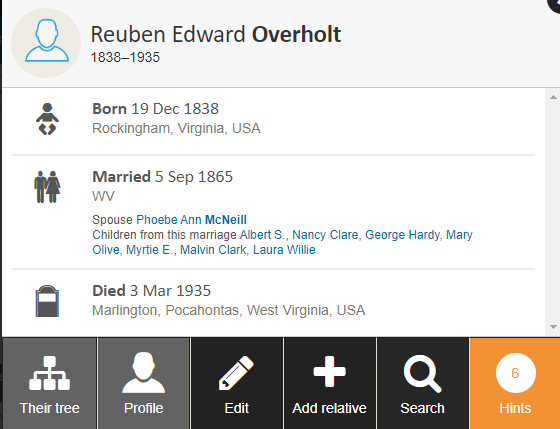 Reuben Edward Overholt
1838–1935
Born 19 Dec 1838
Rockingham, Virginia, USA
Married 5 Sep 1865
WV
Spouse Phoebe Ann McNeill
Children from this marriage Albert S., Nancy Clare, George Hardy, Mary
Olive, Myrtie E., Malvin Clark, Laura Willie
Died 3 Mar 1935
Marlington, Pocahontas, West Virginia, USA
Their tree
Profile
Edit
Add relative
Search
6
Hints